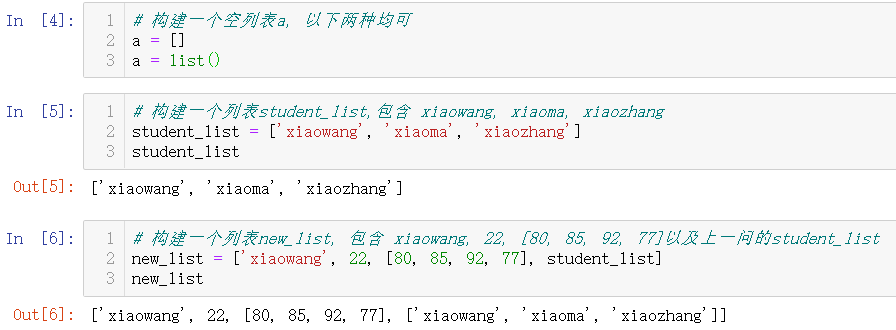 In [4]: 1 # 构建一个空列表a, 以下两种均可
2 a = []
3 a = list()
In [5]: 1 # 构建一个列表student_list,包含 xiaowang, xiaoma, xiaozhang
2 student_list = ['xiaowang', 'xiaoma', 'xiaozhang']
3 student_list
Out[5]: ['xiaowang', 'xiaoma', 'xiaozhang']
In [6]: 1 # 构建一个列表new_list, 包含 xiaowang, 22, [80, 85, 92, 77]以及上一问的student_list
2 new_list = ['xiaowang', 22, [80, 85, 92, 77], student_list]
3 new_list
Out[6]: ['xiaowang', 22, [80, 85, 92, 77], ['xiaowang', 'xiaoma', 'xiaozhang']]